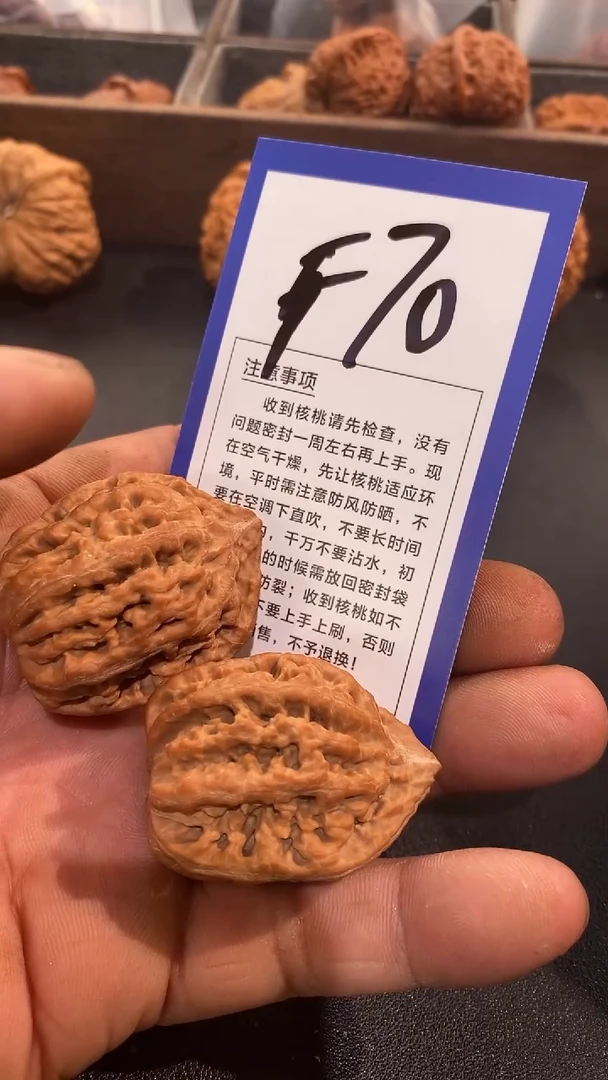 F70
注意事项
收到核桃请先检查，没有
问题密封一周左右再上手。现
在空气干燥，先让核桃适应环
境，平时需注意防风防晒，不
要在空调下直吹，不要长时间
，千万不要沾水，初
的时候需放回密封袋
防裂；收到核桃如不
不要上手上刷，否则
售，不予退换！